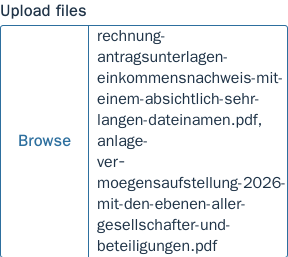 Upload files
Browse
rechnung-
antragsunterlagen-
einkommensnachweis-mit-
einem-absichtlich-sehr-
langen-dateinamen.pdf,
anlage-
ver-
moegensaufstellung-2026-
mit-den-ebenen-aller-
gesellschafter-und-
beteiligungen.pdf